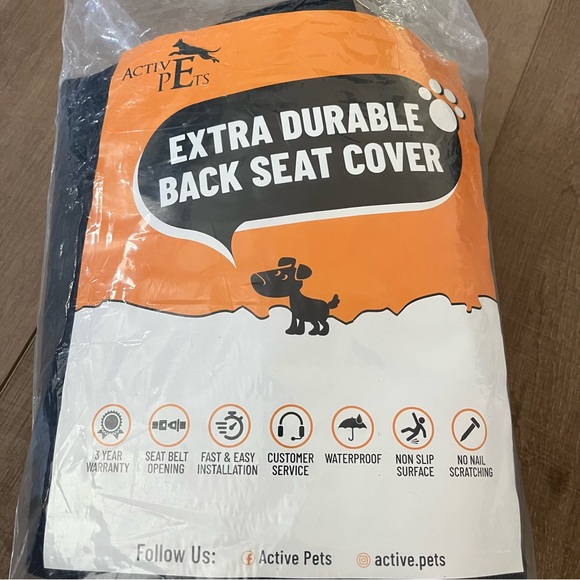 ACTIVE PETS
EXTRA DURABLE
BACK SEAT COVER
3 YEAR
WARRANTY
SEAT BELT
OPENING
FAST & EASY
INSTALLATION
CUSTOMER
SERVICE
WATERPROOF
NON SLIP
SURFACE
NO NAIL
SCRATCHING
Follow Us: Active Pets active.pets